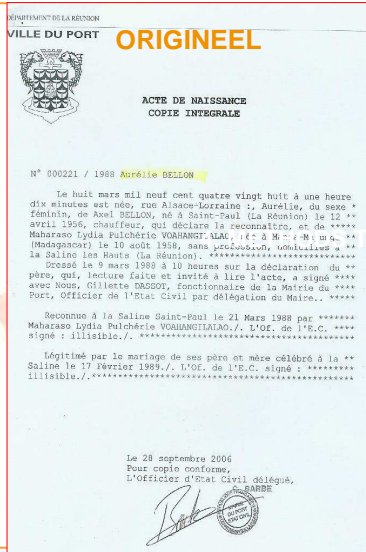 DÉPARTEMENT DE LA RÉUNION
VILLE DU PORT
ORIGINEEL
ACTE DE NAISSANCE
COPIE INTEGRALE
N° 000221 / 1988 Aurélie BELLON
Le huit mars mil neuf cent quatre vingt huit à une heure
dix minutes est née, rue Alsace-Lorraine :, Aurélie, du sexe *
féminin, de Axel BELLON, né à Saint-Paul (La Réunion) le 12 **
avril 1956, chauffeur, qui déclare la reconnaître, et de *****
Maharaso Lydia Pulchérie VOAHANGILALAO, née à **
(Madagascar) le 10 août 1958, sans profession, domiciliés à **
la Saline les Hauts (La Réunion). ***************************
Dressé le 9 mars 1988 à 10 heures sur la déclaration du **
père, qui, lecture faite et invité à lire l'acte, a signé ****
avec Nous, Gillette DASSOT, fonctionnaire de la Mairie du ****
Port, Officier de l'Etat Civil par délégation du Maire.. *****
Reconnue à la Saline Saint-Paul le 21 Mars 1988 par *******
Maharaso Lydia Pulchérie VOAHANGILALAO./. L'Of. de l'E.C. ****
signé : illisible./. *****************************************
Légitimé par le mariage de ses père et mère célébré à la **
Saline le 17 Février 1989./. L'Of. de l'E.C. signé : *********
illisible./.**************************************************
Le 28 septembre 2006
Pour copie conforme,
L'Officier d'Etat Civil délégué,
BARBE
MAIRIE
DU PORT
ETAT CIVIL